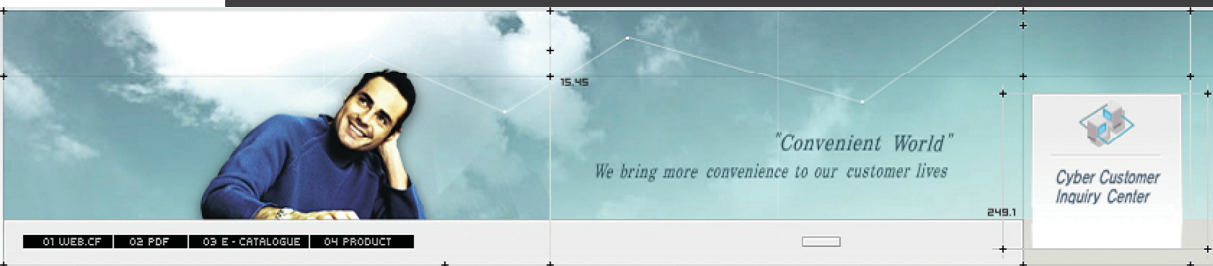 15.45
"Convenient World"
We bring more convenience to our customer lives
Cyber Customer
Inquiry Center
249.1
01 WEB.CF
02 PDF
03 E - CATALOGUE
04 PRODUCT